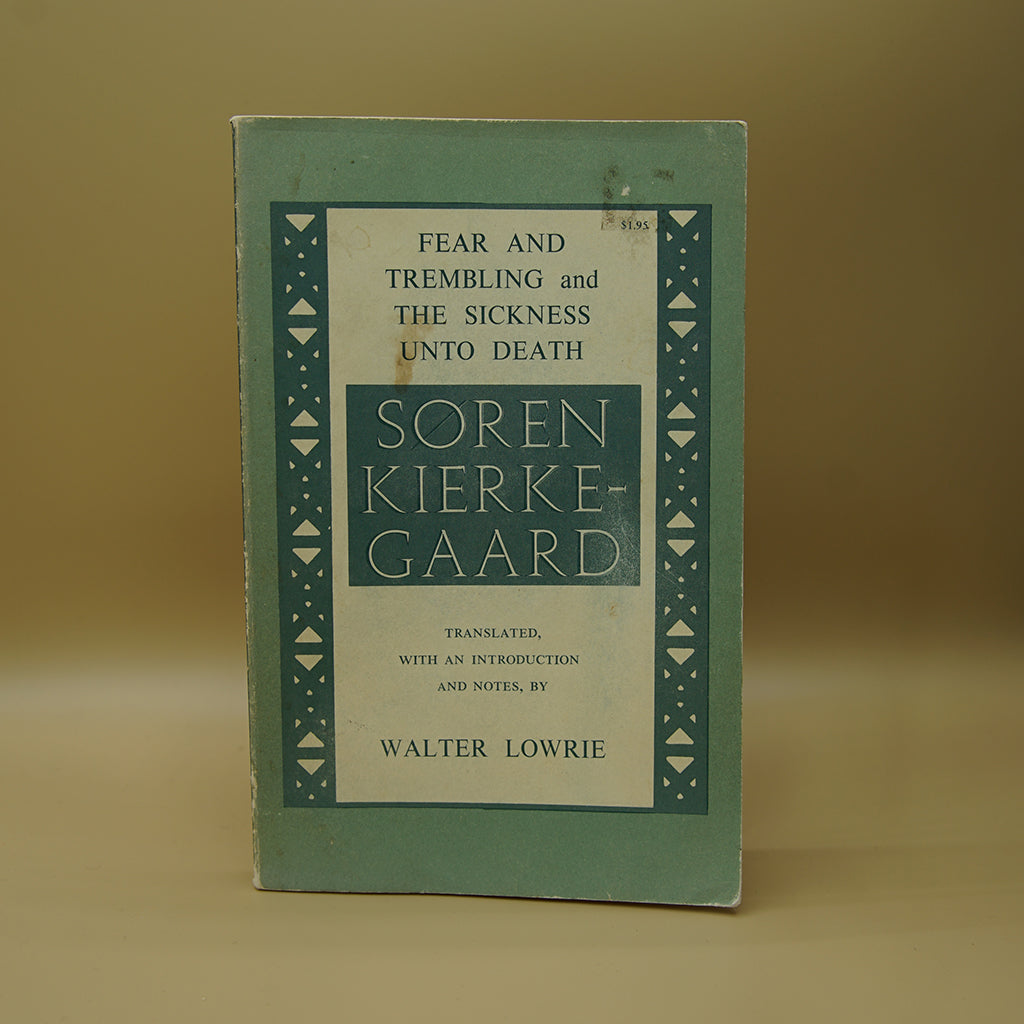 $1.95
FEAR AND
TREMBLING and
THE SICKNESS
UNTO DEATH
SØREN
KIERKE-
GAARD
TRANSLATED,
WITH AN INTRODUCTION
AND NOTES, BY
WALTER LOWRIE